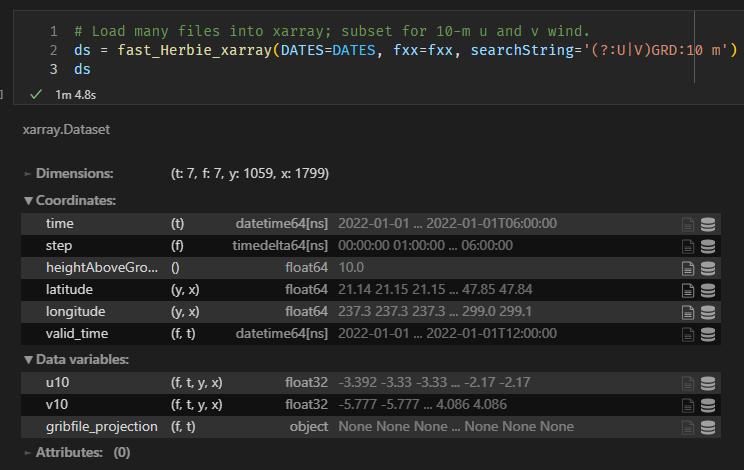 1 # Load many files into xarray; subset for 10-m u and v wind.
2 ds = fast_Herbie_xarray(DATES=DATES, fxx=fxx, searchString='(?:U|V)GRD:10 m')
3 ds
] ✓ 1m 4.8s
xarray.Dataset
► Dimensions: (t: 7, f: 7, y: 1059, x: 1799)
▼ Coordinates:
time (t) datetime64[ns] 2022-01-01 ... 2022-01-01T06:00:00
step (f) timedelta64[ns] 00:00:00 01:00:00 ... 06:00:00
heightAboveGro... () float64 10.0
latitude (y, x) float64 21.14 21.15 21.15 ... 47.85 47.84
longitude (y, x) float64 237.3 237.3 237.3 ... 299.0 299.1
valid_time (f, t) datetime64[ns] 2022-01-01 ... 2022-01-01T12:00:00
▼ Data variables:
u10 (f, t, y, x) float32 -3.392 -3.33 -3.33 ... -2.17 -2.17
v10 (f, t, y, x) float32 -5.777 -5.777 ... 4.086 4.086
gribfile_projection (f, t) object None None None ... None None None
► Attributes: (0)